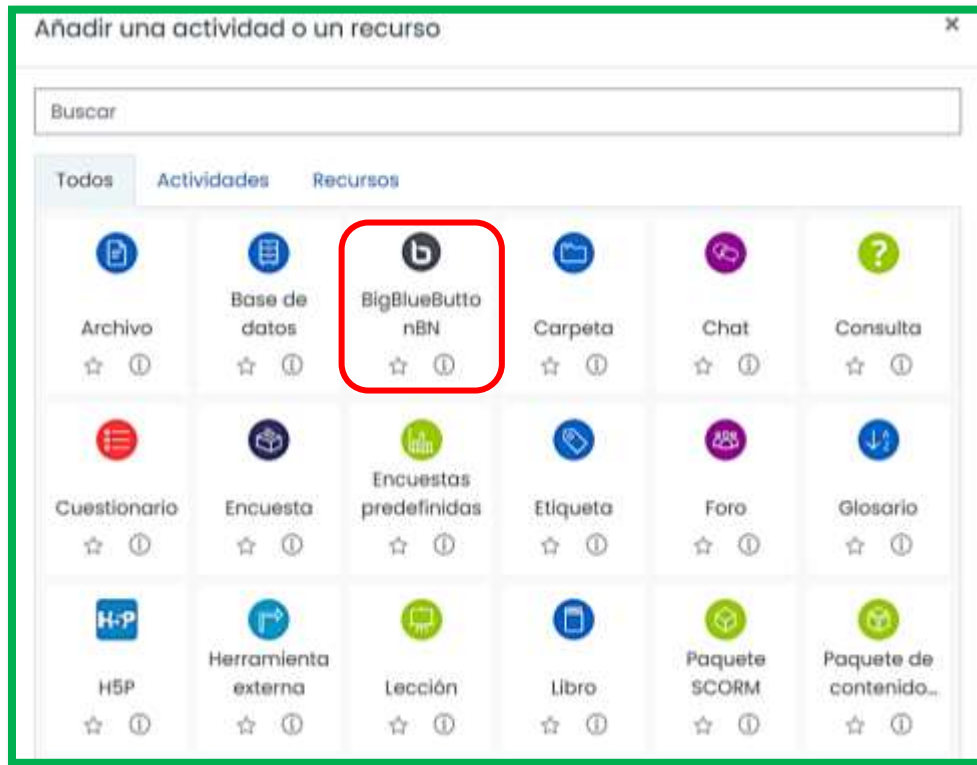 Añadir una actividad o un recurso ×
Buscar
Todos Actividades Recursos
Archivo
Base de
datos
BigBlueButto
nBN
Carpeta
Chat
Consulta
Cuestionario
Encuesta
Encuestas
predefinidas
Etiqueta
Foro
Glosario
H5P
H5P
Herramienta
externa
Lección
Libro
Paquete
SCORM
Paquete de
contenido...